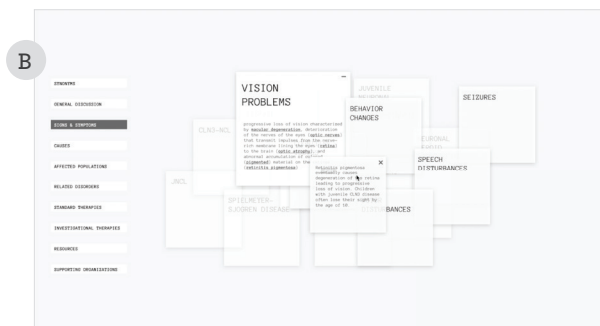 B
SYNONYMS
GENERAL DISCUSSION
SIGNS & SYMPTOMS
CAUSES
AFFECTED POPULATIONS
RELATED DISORDERS
STANDARD THERAPIES
INVESTIGATIONAL THERAPIES
RESOURCES
SUPPORTING ORGANIZATIONS
VISION
PROBLEMS
progressive loss of vision characterized
by macular degeneration, deterioration
of the nerves of the eyes (optic nerves)
that transmit impulses from the nerve-
rich membrane lining the eyes (retina)
to the brain (optic atrophy), and
abnormal accumulation of
(pigmented) material on the
(retinitis pigmentosa)
Retinitis pigmentosa
eventually causes
degeneration of the retina
leading to progressive
loss of vision. Children
with juvenile CLN3 disease
often lose their sight by
the age of 10.
JUVENILE
BEHAVIOR
CHANGES
SEIZURES
CLN3-NCL
SPEECH
DISTURBANCES
JNCL
SPIELMEYER-
SJOGREN DISEASE
BANCES